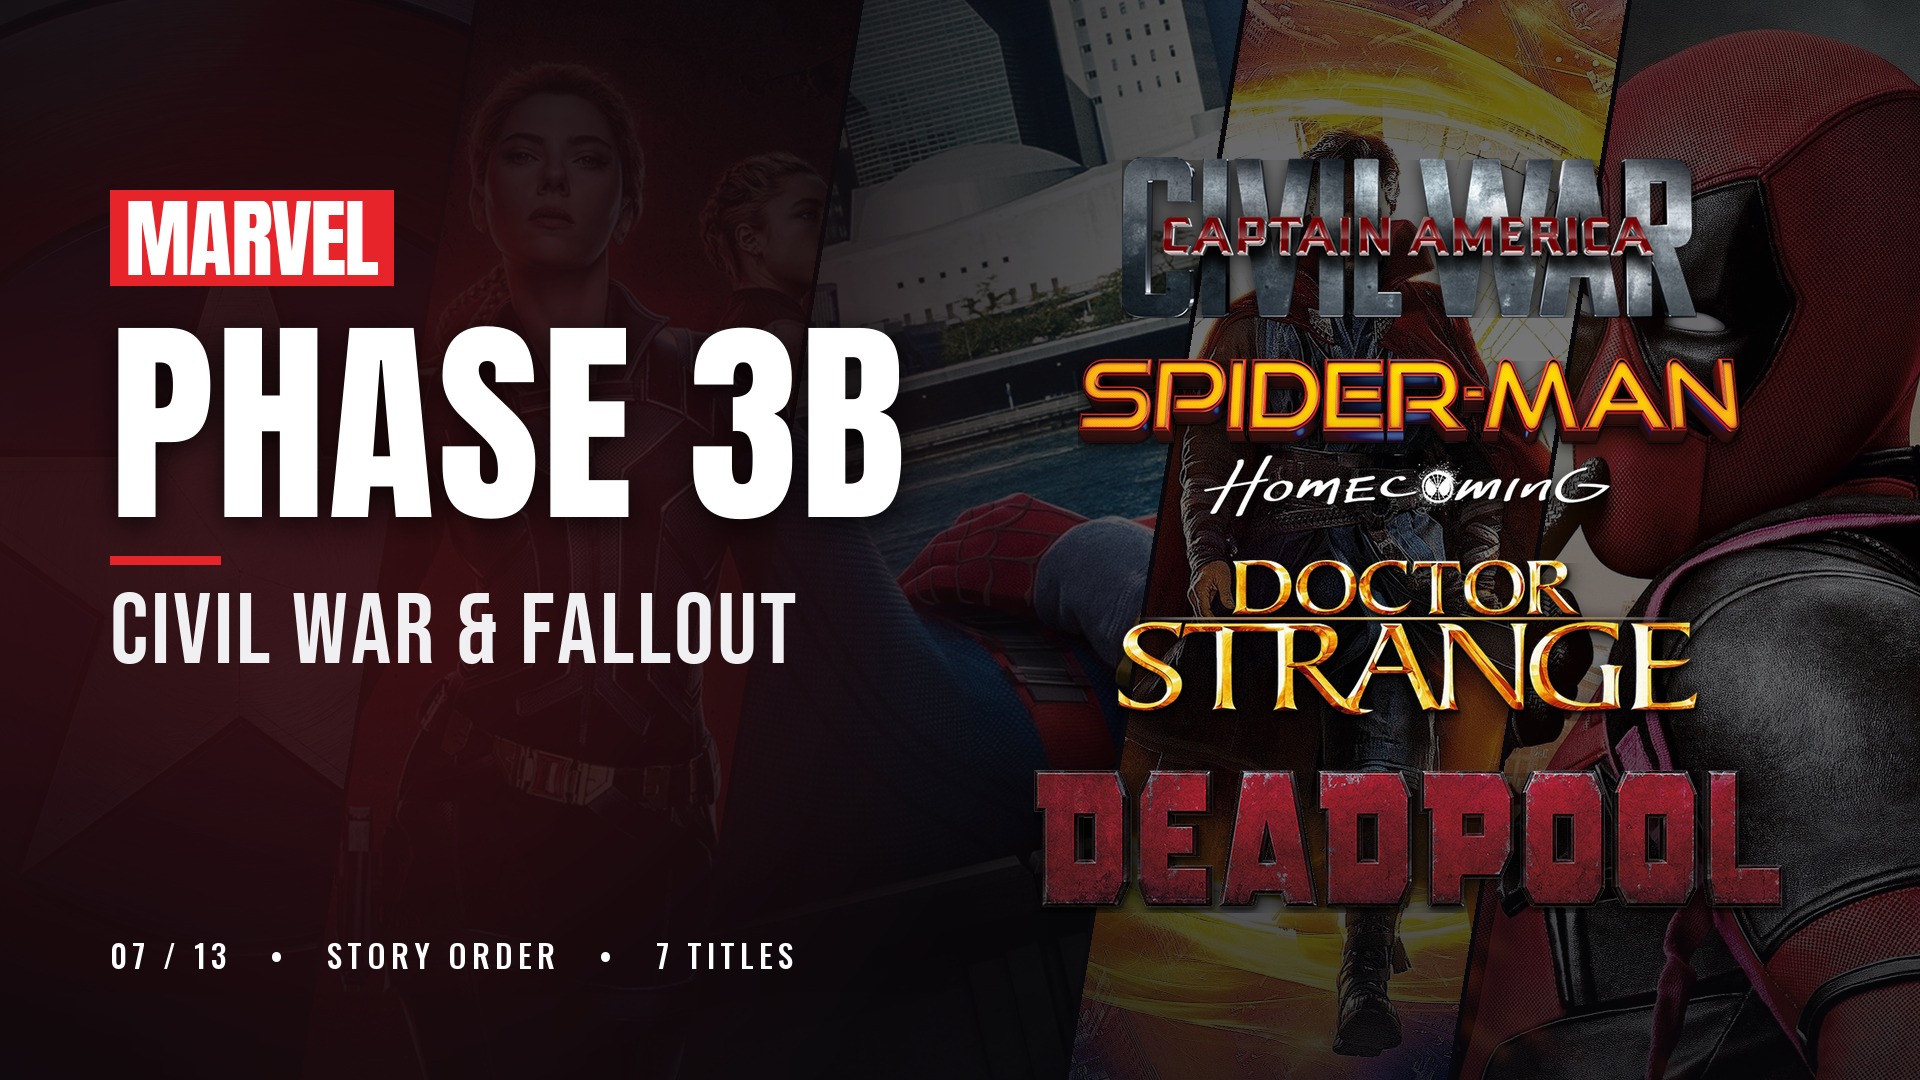 MARVEL
PHASE 3B
CIVIL WAR & FALLOUT
07 / 13 • STORY ORDER • 7 TITLES
CIVIL WAR
CAPTAIN AMERICA
SPIDER-MAN
HOMECOMING
DOCTOR
STRANGE
DEADPOOL